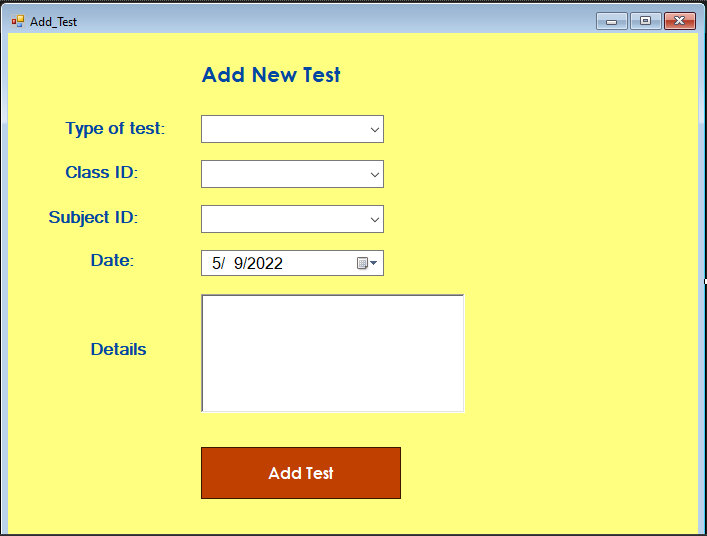 Add_Test
Add New Test
Type of test:
Class ID:
Subject ID:
Date:
5/ 9/2022
Details
Add Test